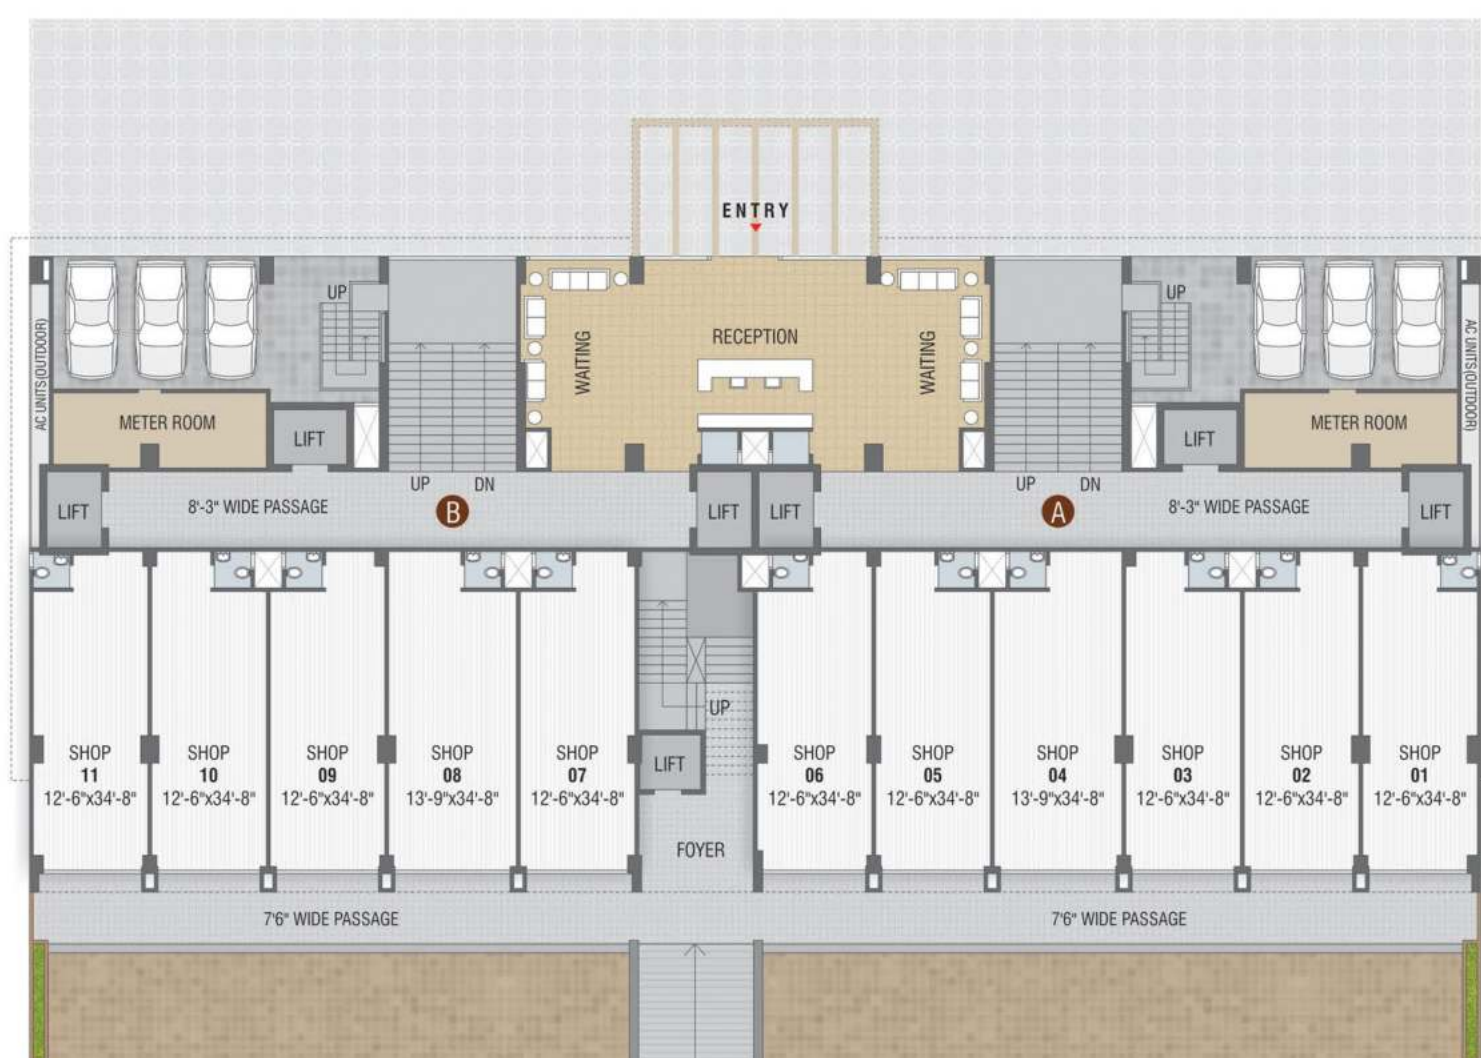 ENTRY
UP
UP
AC UNITS(OUTDOOR)
WAITING
RECEPTION
WAITING
AC UNITS(OUTDOOR)
METER ROOM
LIFT
LIFT
METER ROOM
UP
DN
UP
DN
LIFT
8'-3" WIDE PASSAGE
B
LIFT
LIFT
A
8'-3" WIDE PASSAGE
LIFT
UP
LIFT
SHOP
11
12'-6"x34'-8"
SHOP
10
12'-6"x34'-8"
SHOP
09
12'-6"x34'-8"
SHOP
08
13'-9"x34'-8"
SHOP
07
12'-6"x34'-8"
SHOP
06
12'-6"x34'-8"
SHOP
05
12'-6"x34'-8"
SHOP
04
13'-9"x34'-8"
SHOP
03
12'-6"x34'-8"
SHOP
02
12'-6"x34'-8"
SHOP
01
12'-6"x34'-8"
FOYER
7'6" WIDE PASSAGE
7'6" WIDE PASSAGE